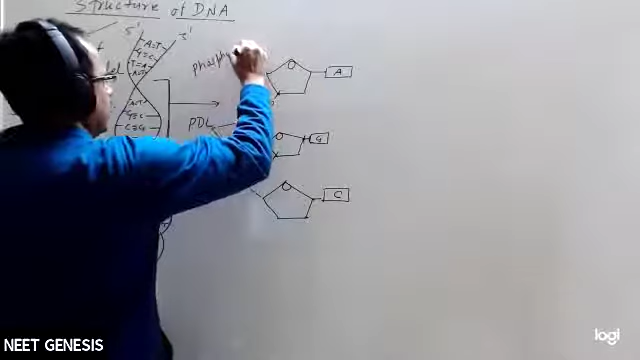 Structure of DNA
5' 3'
A=T
G≡C
T=A
A=T
A=T
G≡C
C≡G
phosph
PDL
O
A
O
G
O
C
logi
NEET GENESIS